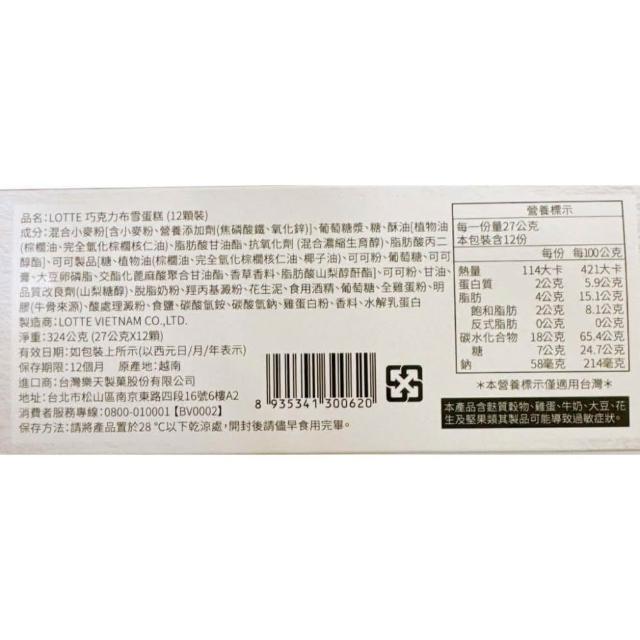 品名:LOTTE 巧克力布雪蛋糕 (12顆裝)
成分:混合小麥粉[含小麥粉、營養添加劑(焦磷酸鐵、氧化鋅)]、葡萄糖漿、糖、酥油[植物油
(棕櫚油、完全氫化棕櫚核仁油)、脂肪酸甘油酯、抗氧化劑 (混合濃縮生育醇)、脂肪酸丙二
醇酯]、可可製品[糖、植物油(棕櫚油、完全氫化棕櫚核仁油、椰子油)、可可粉、葡萄糖、可可
膏、大豆卵磷脂、交酯化蓖麻酸聚合甘油酯、香草香料、脂肪酸山梨醇酐酯]、可可粉、甘油、
品質改良劑(山梨糖醇)、脫脂奶粉、羥丙基澱粉、花生泥、食用酒精、葡萄糖、全雞蛋粉、明
膠(牛骨來源)、酸處理澱粉、食鹽、碳酸氫銨、碳酸氫鈉、雞蛋白粉、香料、水解乳蛋白
製造商:LOTTE VIETNAM CO.,LTD.
淨重:324公克 (27公克X12顆)
有效日期:如包裝上所示(以西元日/月/年表示)
保存期限:12個月 原產地:越南
進口商:台灣樂天製菓股份有限公司
地址:台北市松山區南京東路四段16號6樓A2
消費者服務專線:0800-010001【BV0002】
保存方法:請將產品置於28℃以下乾涼處,開封後請儘早食用完畢。
8 935341 300620
營養標示
每一份量27公克
本包裝含12份
每份 每100公克
熱量 114大卡 421大卡
蛋白質 2公克 5.9公克
脂肪 4公克 15.1公克
飽和脂肪 2公克 8.1公克
反式脂肪 0公克 0公克
碳水化合物 18公克 65.4公克
糖 7公克 24.7公克
鈉 58毫克 214毫克
*本營養標示僅適用台灣*
本產品含麩質穀物、雞蛋、牛奶、大豆、花
生及堅果類其製品可能導致過敏症狀。